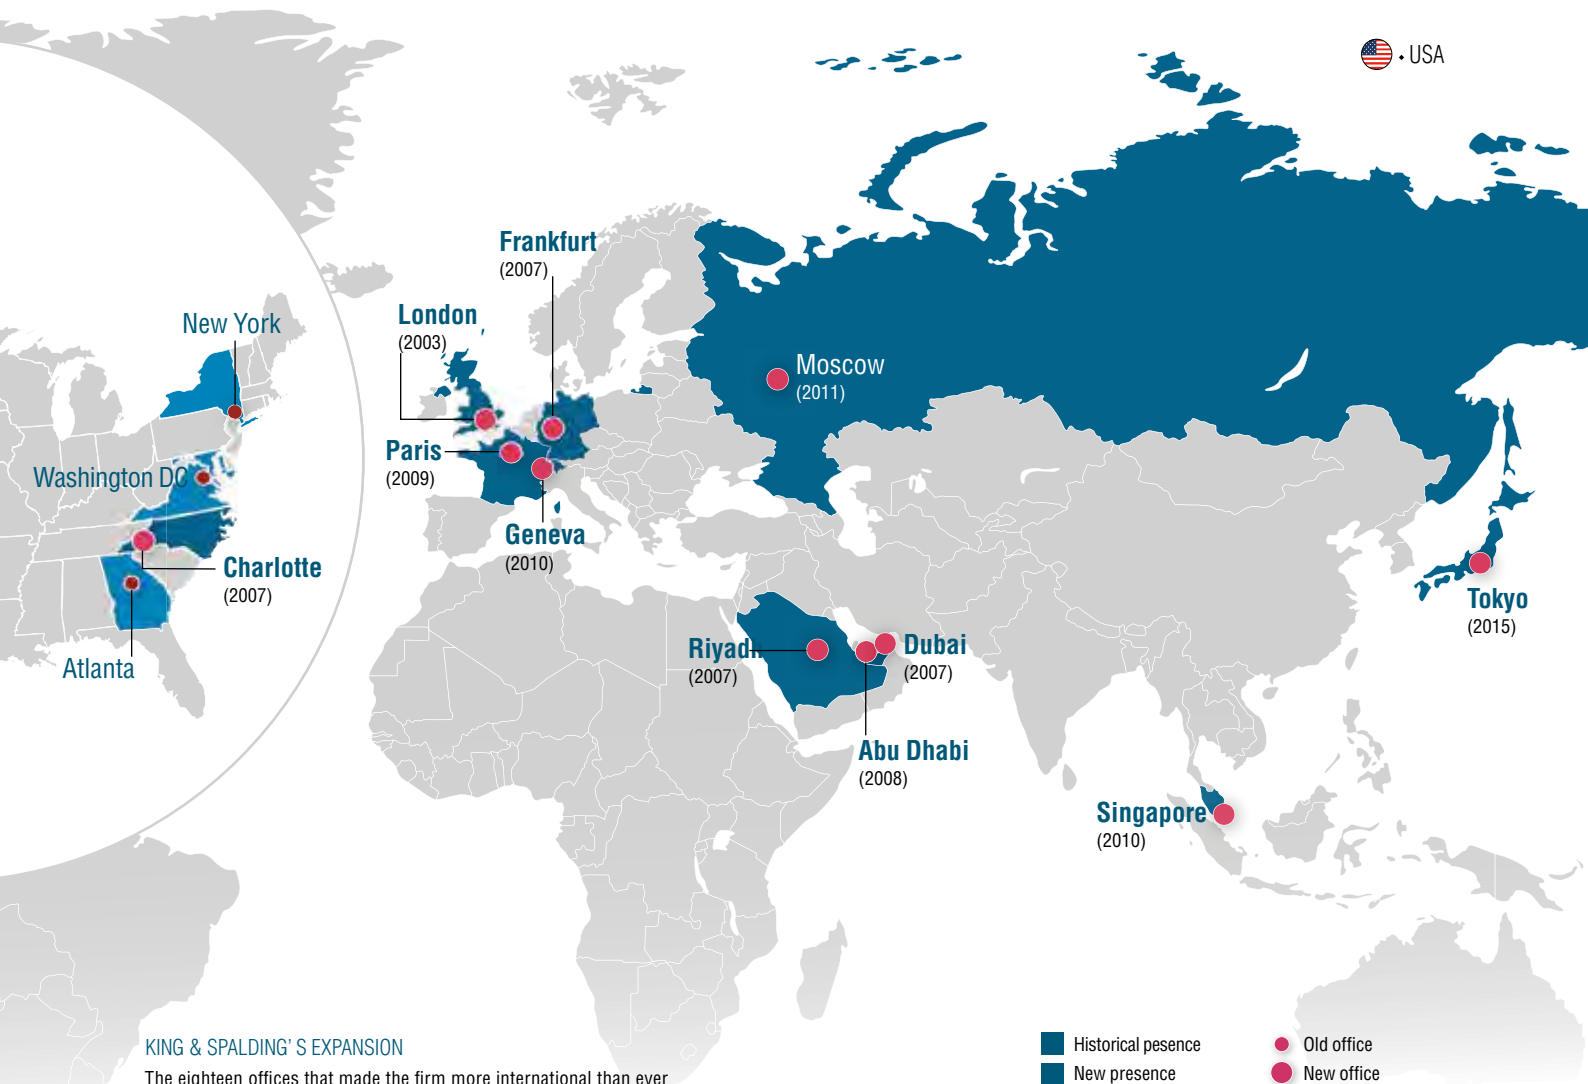 • USA
Frankfurt
(2007)
London
(2003)
New York
Moscow
(2011)
Paris
(2009)
Washington DC
Geneva
(2010)
Charlotte
(2007)
Tokyo
(2015)
Riyadh
(2007)
Dubai
(2007)
Atlanta
Abu Dhabi
(2008)
Singapore
(2010)
KING & SPALDING' S EXPANSION
The eighteen offices that made the firm more international than ever
Historical pesence
New presence
Old office
New office